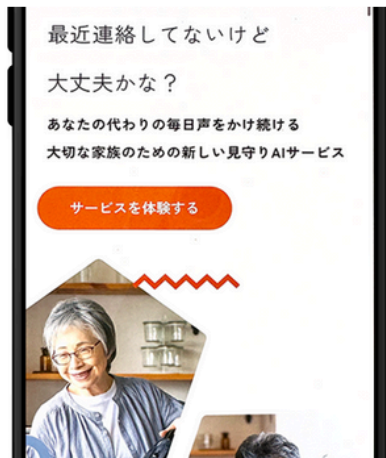 最近連絡してないけど
大丈夫かな？
あなたの代わりの毎日声をかけ続ける
大切な家族のための新しい見守りAIサービス
サービスを体験する